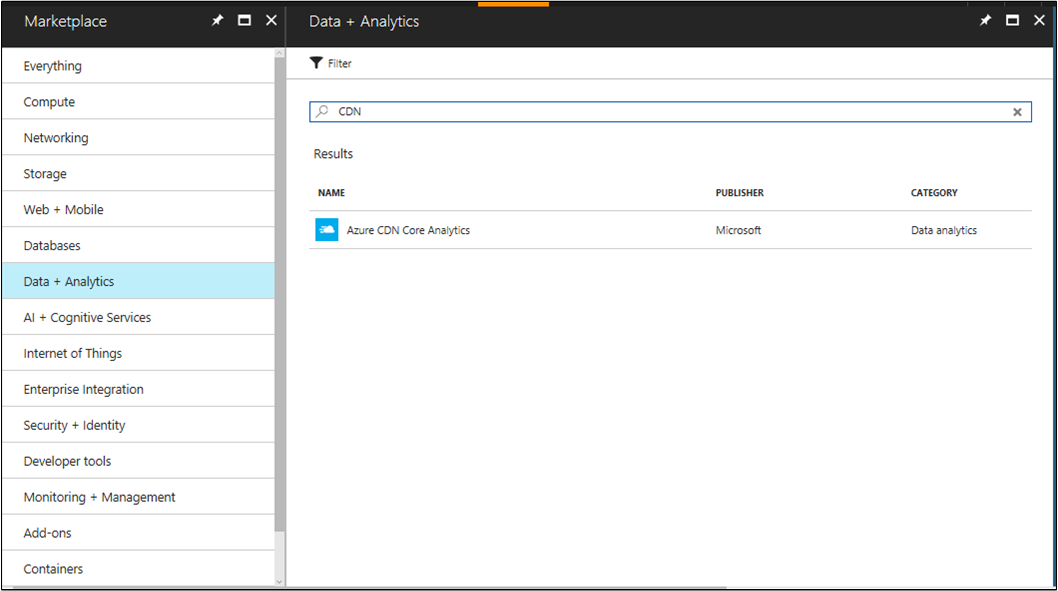 Marketplace
Everything
Compute
Networking
Storage
Web + Mobile
Databases
Data + Analytics
AI + Cognitive Services
Internet of Things
Enterprise Integration
Security + Identity
Developer tools
Monitoring + Management
Add-ons
Containers
Data + Analytics
Filter
CDN
Results
NAME PUBLISHER CATEGORY
Azure CDN Core Analytics Microsoft Data analytics